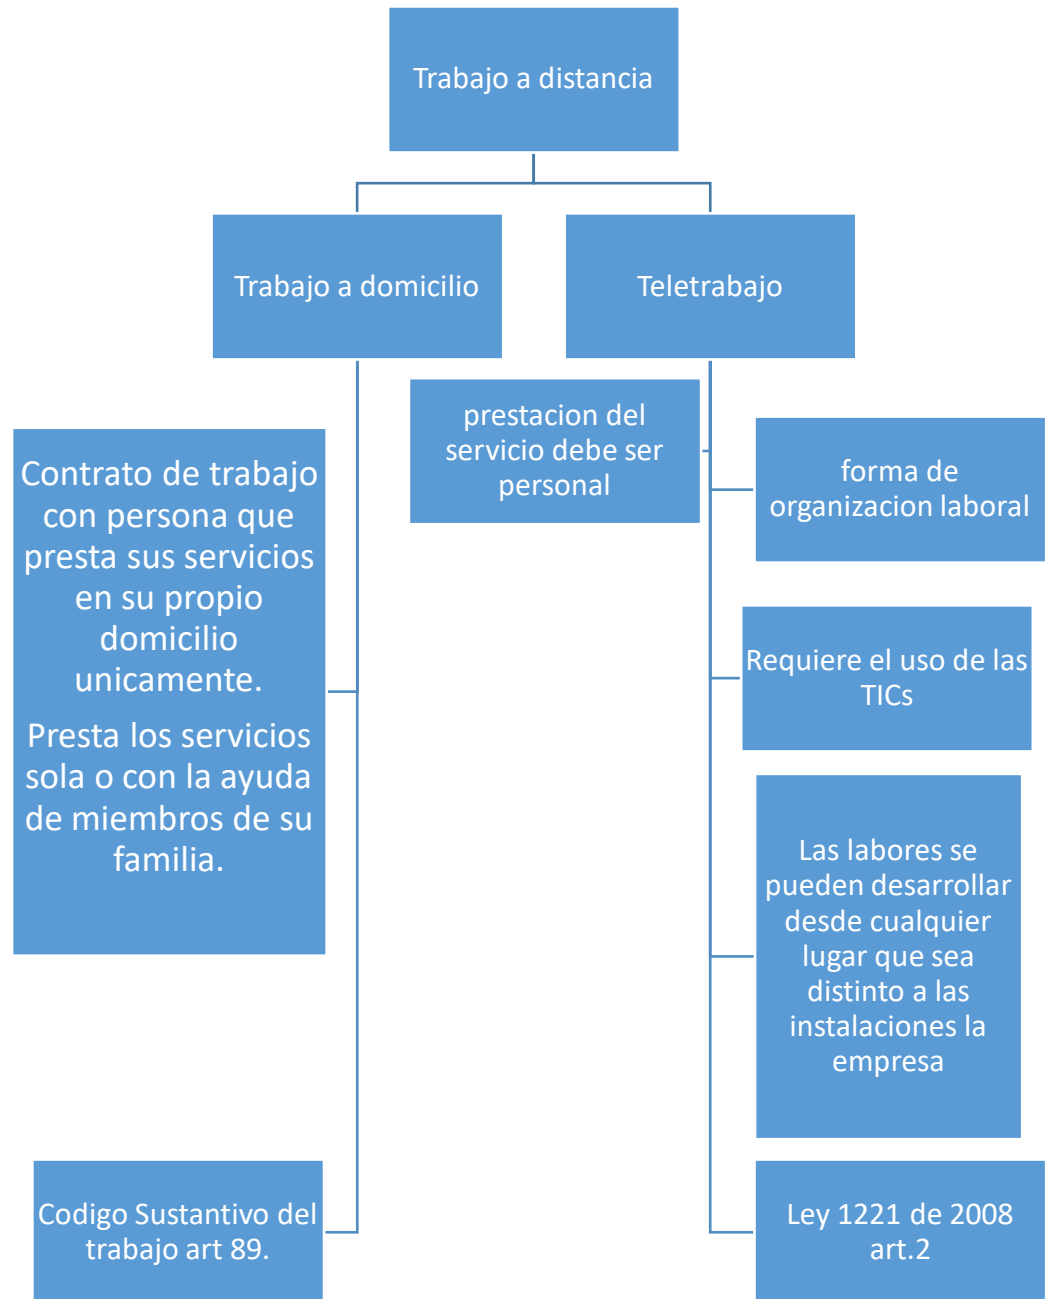 Trabajo a distancia
Trabajo a domicilio
Teletrabajo
Contrato de trabajo
con persona que
presta sus servicios
en su propio
domicilio
unicamente.
Presta los servicios
sola o con la ayuda
de miembros de su
familia.
Codigo Sustantivo del
trabajo art 89.
prestacion del
servicio debe ser
personal
forma de
organizacion laboral
Requiere el uso de las
TICs
Las labores se
pueden desarrollar
desde cualquier
lugar que sea
distinto a las
instalaciones la
empresa
Ley 1221 de 2008
art.2